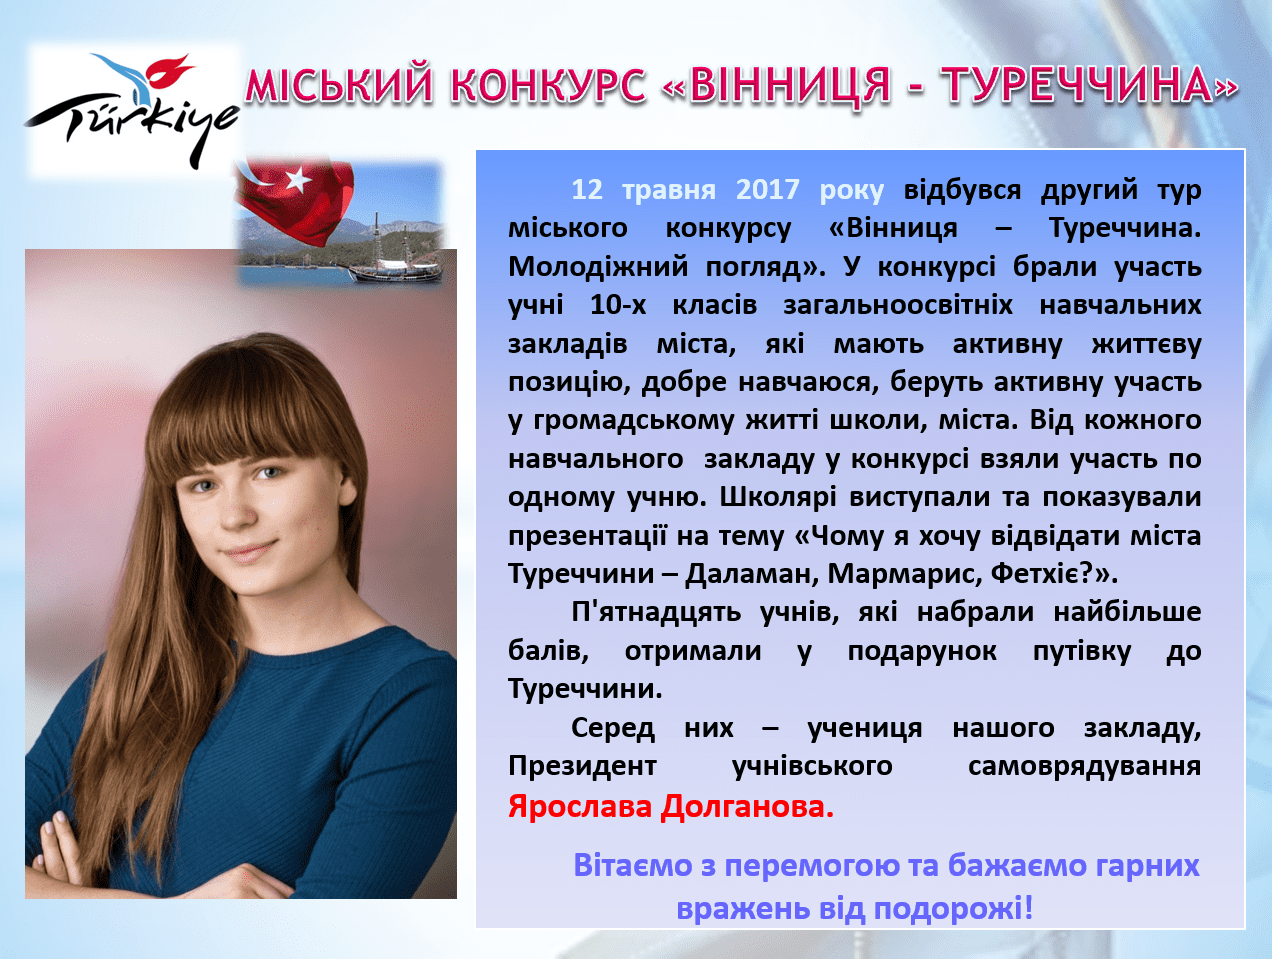 Türkiye
МІСЬКИЙ КОНКУРС «ВІННИЦЯ - ТУРЕЧЧИНА»
12 травня 2017 року відбувся другий тур
міського конкурсу «Вінниця – Туреччина.
Молодіжний погляд». У конкурсі брали участь
учні 10-х класів загальноосвітніх навчальних
закладів міста, які мають активну життєву
позицію, добре навчаюся, беруть активну участь
у громадському житті школи, міста. Від кожного
навчального закладу у конкурсі взяли участь по
одному учню. Школярі виступали та показували
презентації на тему «Чому я хочу відвідати міста
Туреччини – Даламан, Мармарис, Фетхіє?».
П'ятнадцять учнів, які набрали найбільше
балів, отримали у подарунок путівку до
Туреччини.
Серед них – учениця нашого закладу,
Президент учнівського самоврядування
Ярослава Долганова.
Вітаємо з перемогою та бажаємо гарних
вражень від подорожі!